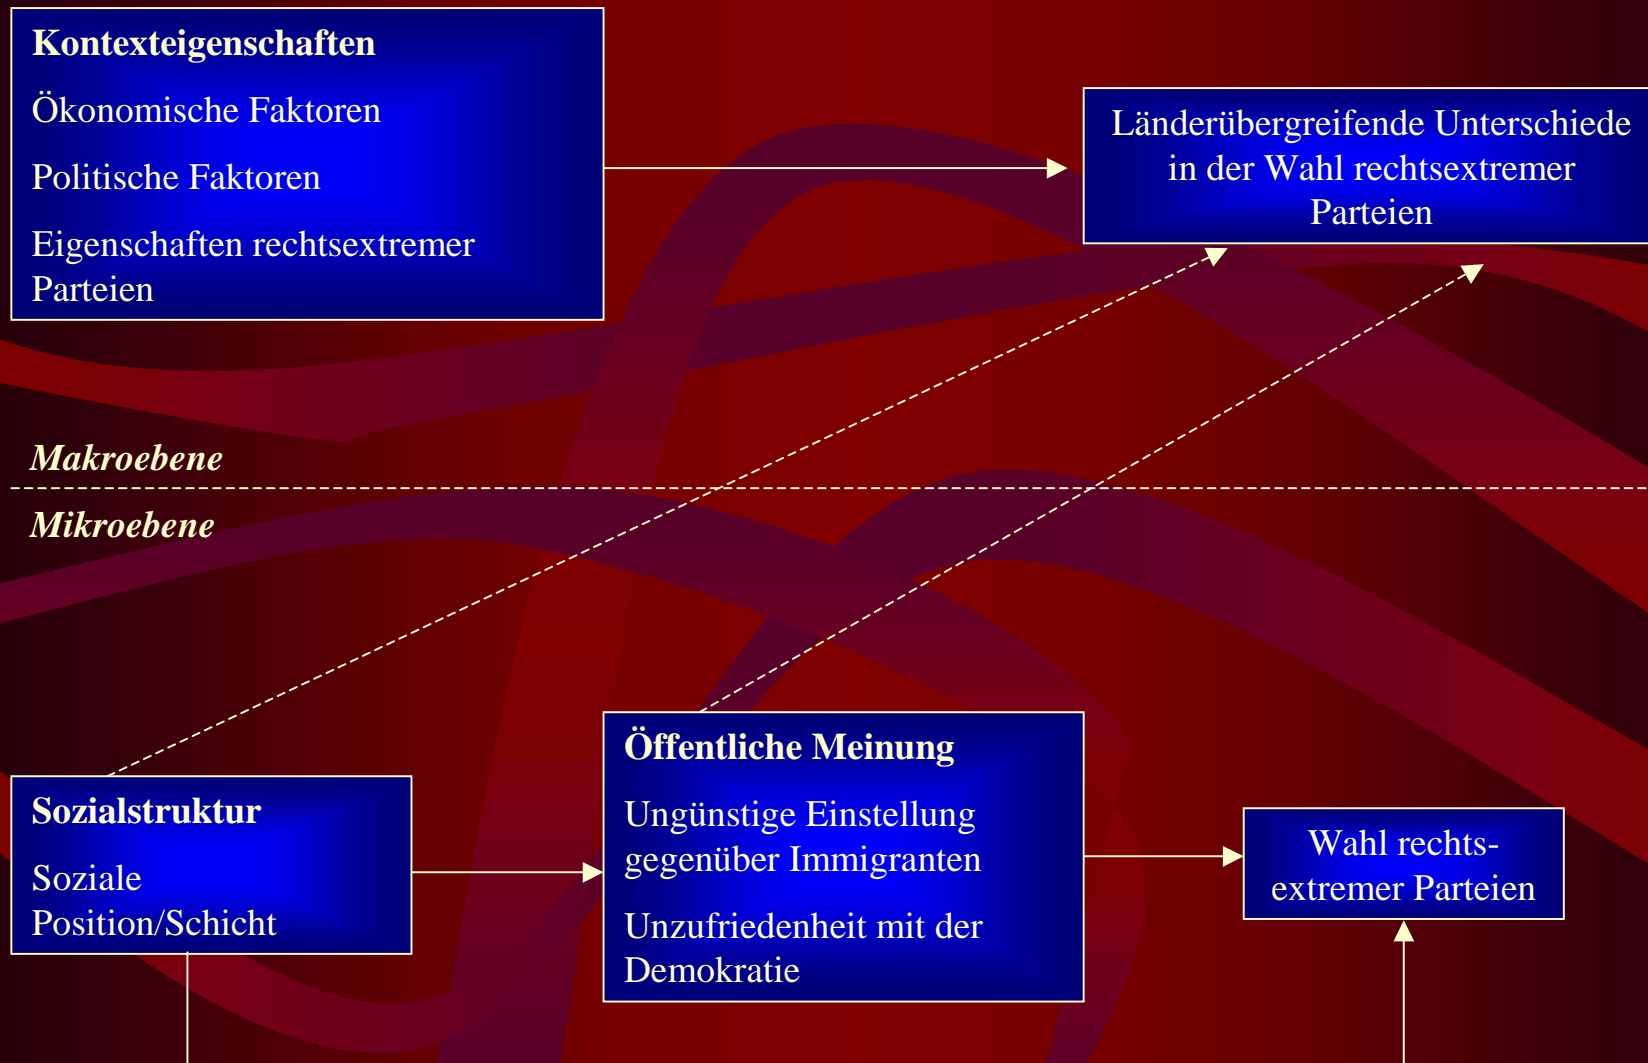 Kontexteigenschaften
Ökonomische Faktoren
Politische Faktoren
Eigenschaften rechtsextremer
Parteien
Länderübergreifende Unterschiede
in der Wahl rechtsextremer
Parteien
Makroebene
Mikroebene
Sozialstruktur
Soziale
Position/Schicht
Öffentliche Meinung
Ungünstige Einstellung
gegenüber Immigranten
Unzufriedenheit mit der
Demokratie
Wahl rechts-
extremer Parteien